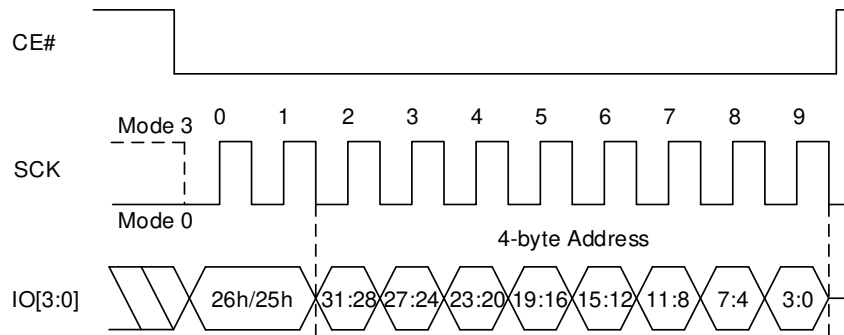 CE#
0 1 2 3 4 5 6 7 8 9
Mode 3
SCK
Mode 0
4-byte Address
IO[3:0] 26h/25h 31:28 27:24 23:20 19:16 15:12 11:8 7:4 3:0